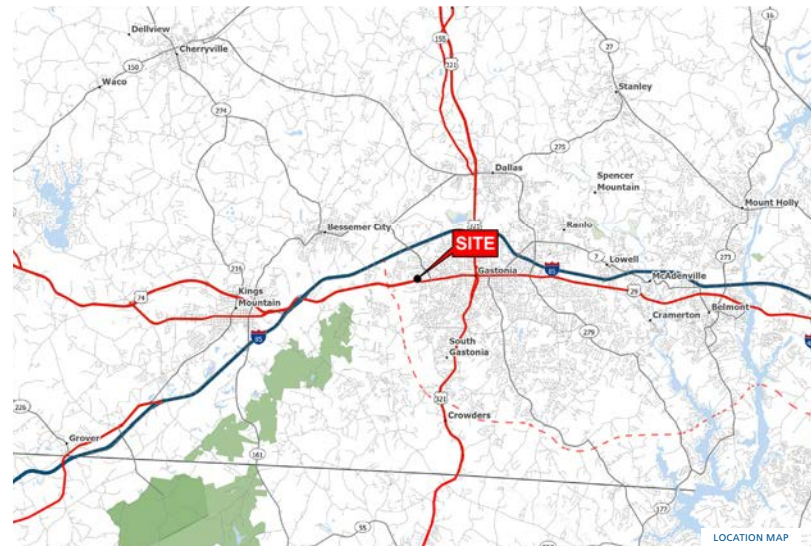 Dellview
16
155
Cherryville
27
321
150
Waco
Stanley
274
275
Dallas
Spencer
Mountain
Mount Holly
Bessemer City
321
Ranlo
SITE
7
Lowell
273
216
Gastonia
85
McAdenville
74
Kings
Mountain
29
Belmont
Cramerton
85
279
South
Gastonia
321
226
Crowders
Grover
161
177
55
LOCATION MAP